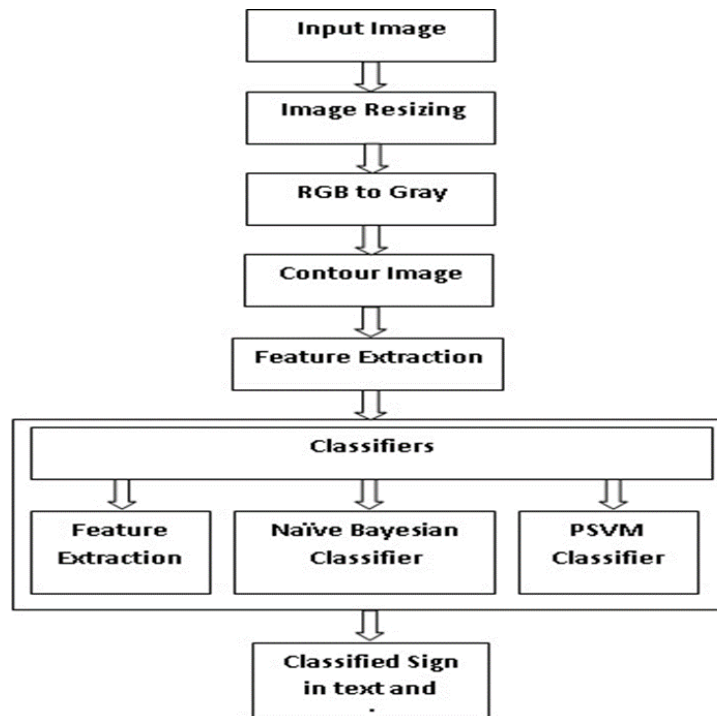 Input Image
Image Resizing
RGB to Gray
Contour Image
Feature Extraction
Classifiers
Feature
Extraction
Naïve Bayesian
Classifier
PSVM
Classifier
Classified Sign
in text and